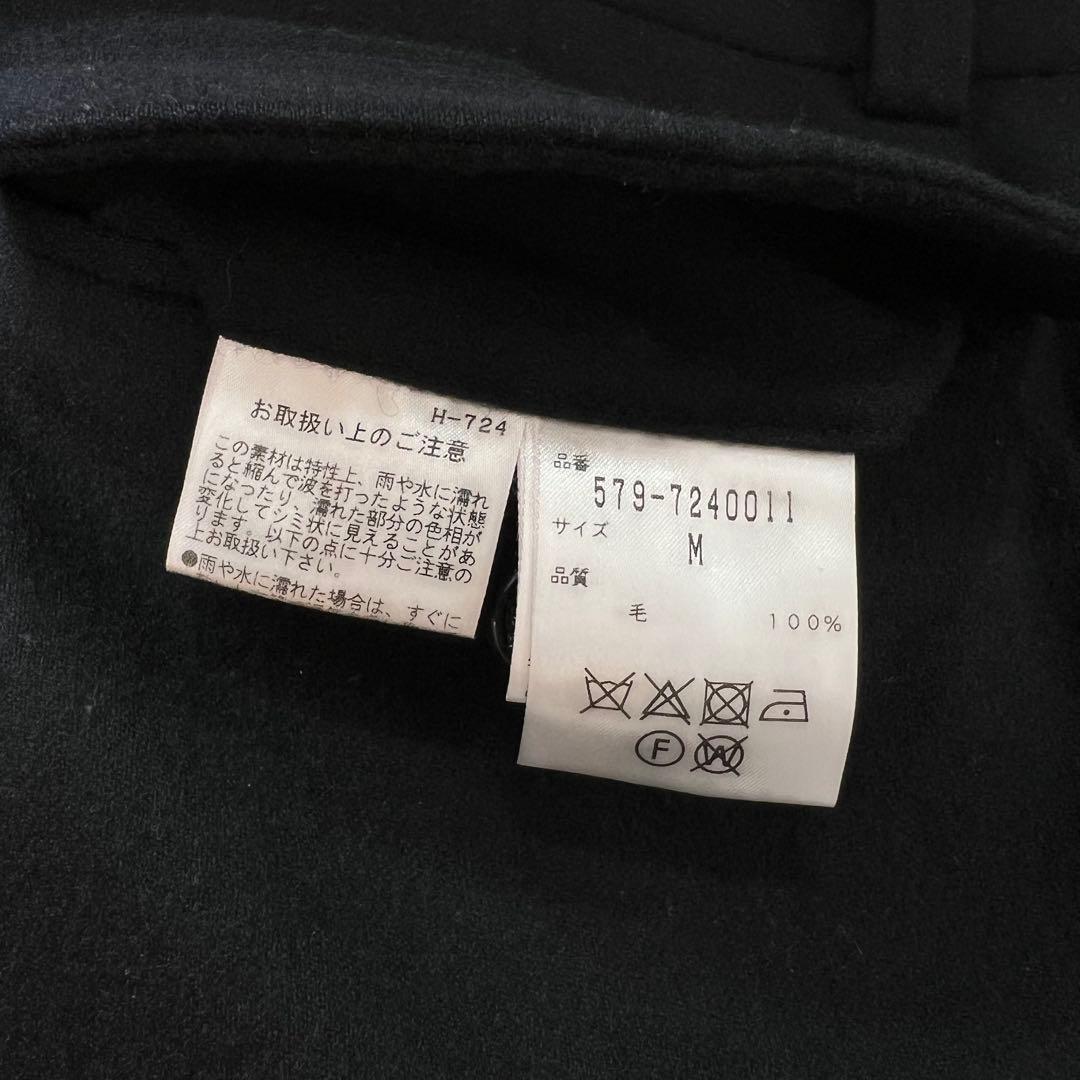 H-724
お取扱い上のご注意
この素材は特性上、雨や水に濡れ
ると縮んで波を打ったような状態
になったり、濡れた部分の色相が
変化してシミ状に見えることがあ
ります。以下の点に十分ご注意の
上お取扱い下さい。
●雨や水に濡れた場合は、すぐに
品番
579-7240011
サイズ
M
品質
毛 100%
F
W